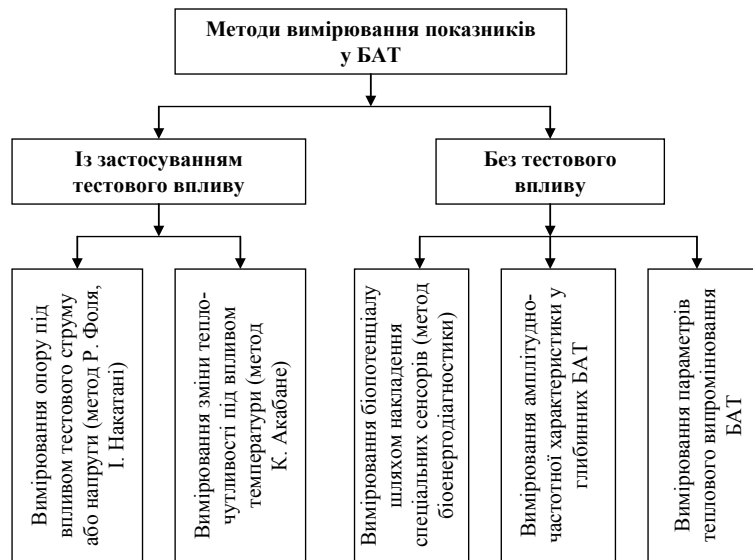 Методи вимірювання показників
у БАТ
Із застосуванням
тестового впливу
Без тестового
впливу
Вимірювання опору під
впливом тестового струму
або напруги (метод Р. Фоля,
І. Накатані)
Вимірювання зміни тепло-
чутливості під впливом
температури (метод
К. Акабане)
Вимірювання біопотенціалу
шляхом накладення
спеціальних сенсорів (метод
біоенергодіагностики)
Вимірювання амплітудно-
частотної характеристики у
глибинних БАТ
Вимірювання параметрів
теплового випромінювання
БАТ